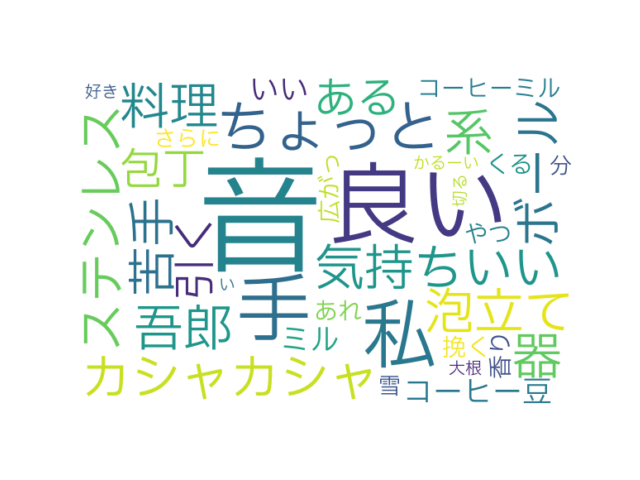 好き
料理
いい
ある
コーヒーミル
さらに
ちょっと
系
ステンレス
包丁
音
良い
広がっ
かるーい
くる
分
切る
ボール
苦手
引く
手
気持ちいい
やつ
吾郎
い
ミル
あれ
私
泡立て
挽く
香り
器
カシャカシャ
雪
大根
コーヒー豆